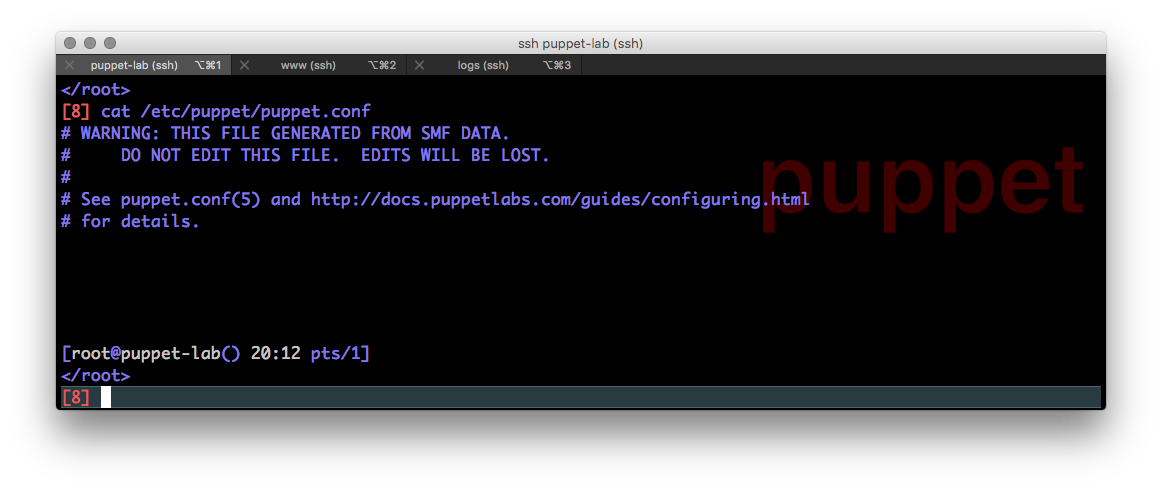 ssh puppet-lab (ssh)
puppet-lab (ssh) ⌥⌘1 www (ssh) ⌥⌘2 logs (ssh) ⌥⌘3
</root>
[8] cat /etc/puppet/puppet.conf
# WARNING: THIS FILE GENERATED FROM SMF DATA.
#     DO NOT EDIT THIS FILE.  EDITS WILL BE LOST.
#
# See puppet.conf(5) and http://docs.puppetlabs.com/guides/configuring.html
# for details.
puppet
[root@puppet-lab() 20:12 pts/1]
</root>
[8]